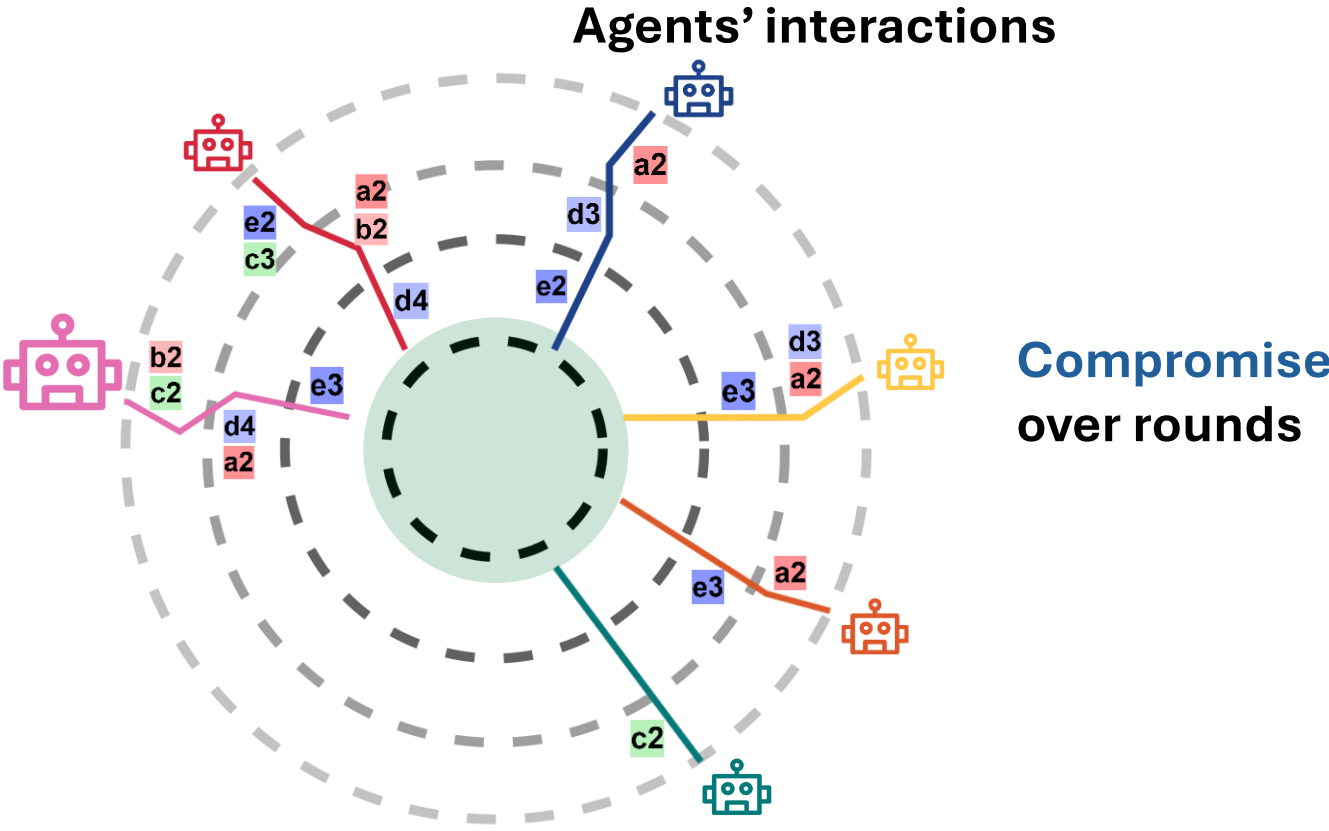 Agents’ interactions
a2
d3
e2
a2
b2
e2
c3
d4
b2
c2
e3
d4
a2
d3
a2
e3
Compromise
over rounds
a2
e3
c2